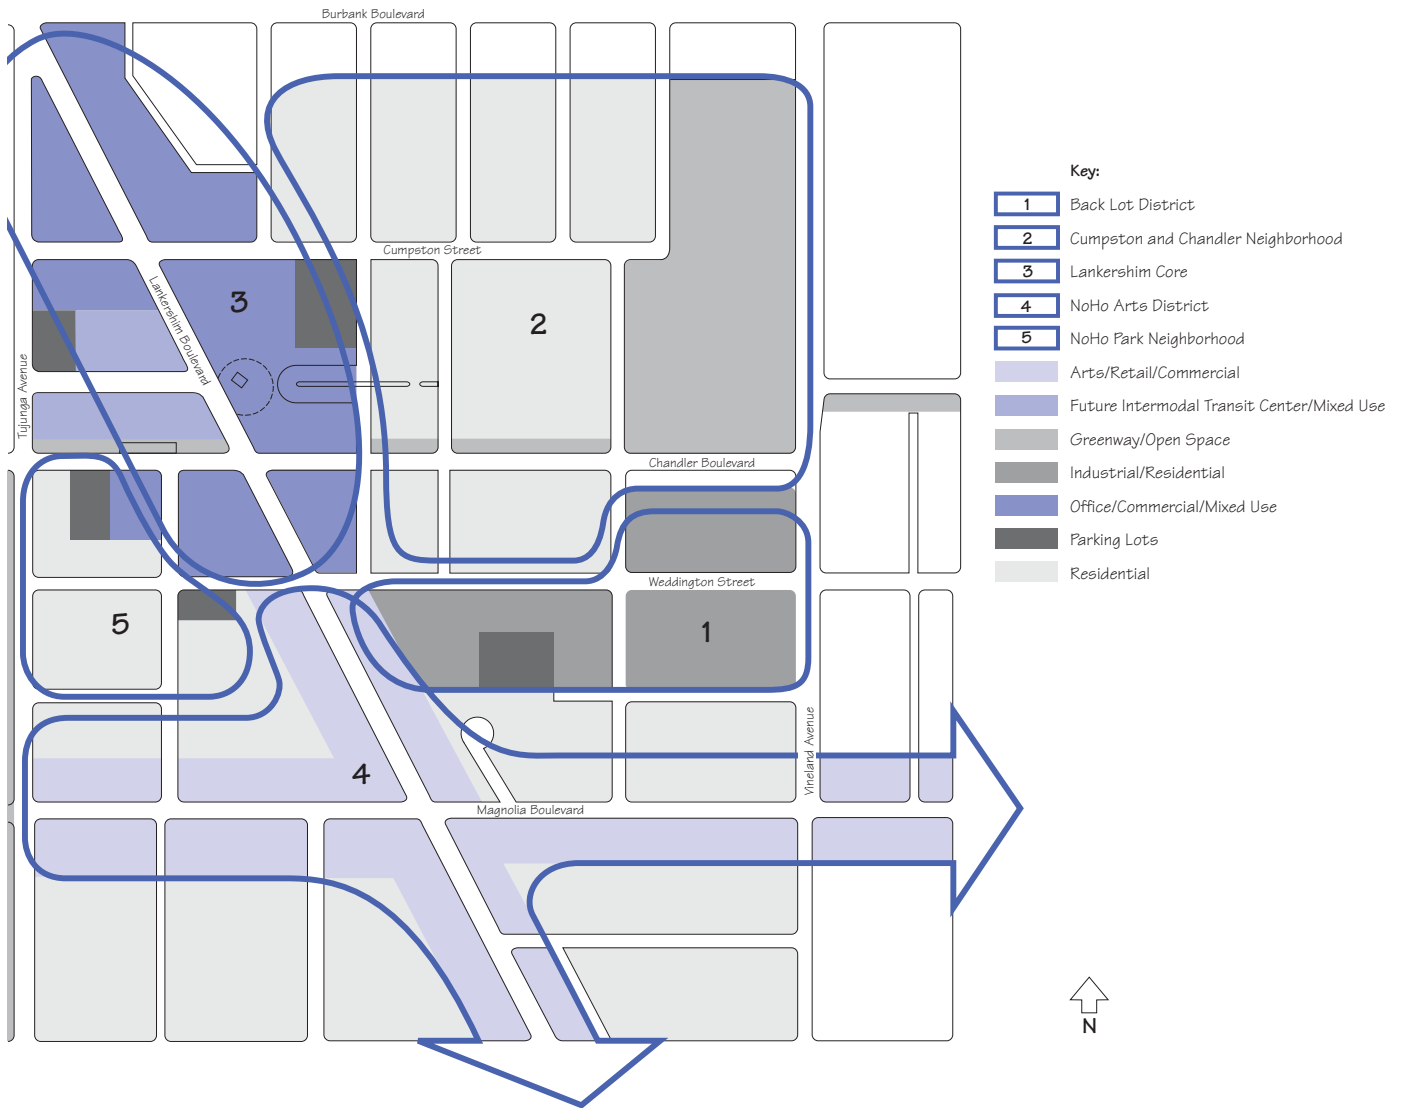 Burbank Boulevard
Key:
1 Back Lot District
2 Cumpston and Chandler Neighborhood
3 Lankershim Core
4 NoHo Arts District
5 NoHo Park Neighborhood
Arts/Retail/Commercial
Future Intermodal Transit Center/Mixed Use
Greenway/Open Space
Industrial/Residential
Office/Commercial/Mixed Use
Parking Lots
Residential
Cumpston Street
Lankershim Boulevard
3
2
Tujunga Avenue
Chandler Boulevard
Weddington Street
5
1
Vineland Avenue
4
Magnolia Boulevard
N